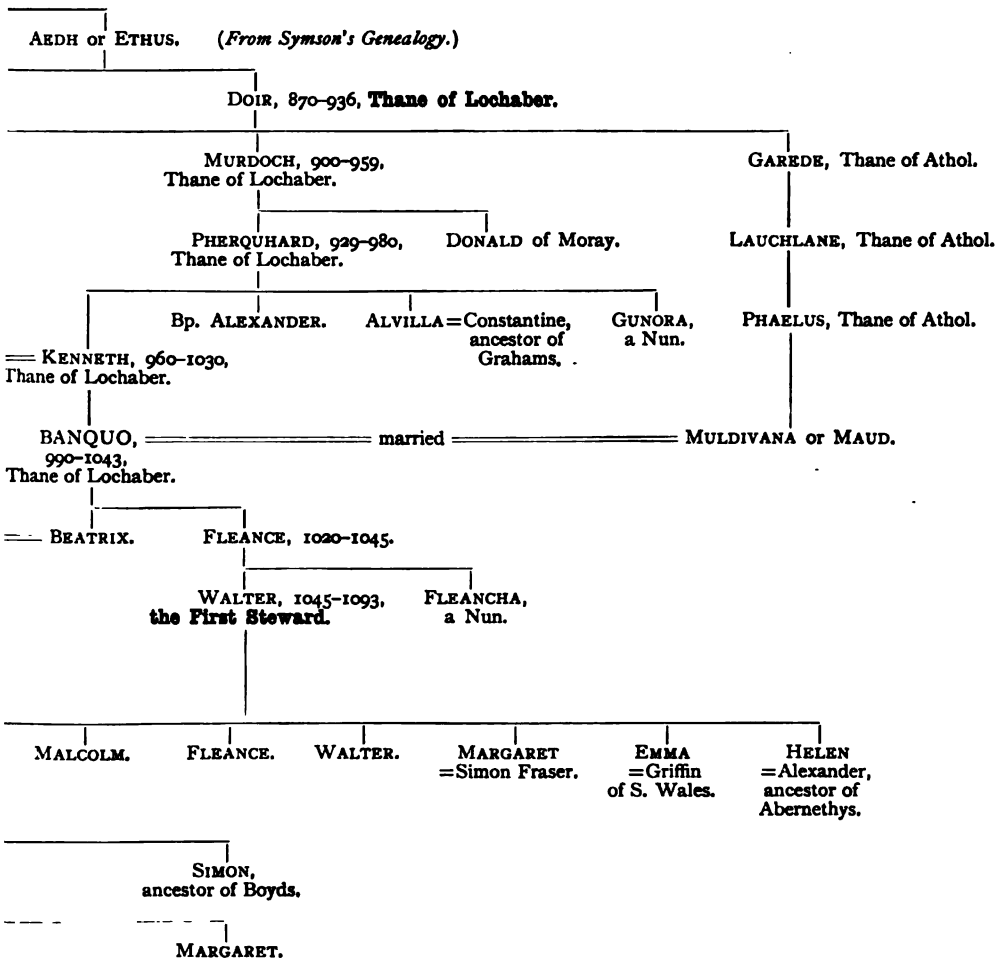 AEDH or ETHUS. (From Symson's Genealogy.)
DOIR, 870–936, Thane of Lochaber.
MURDOCH, 900–959,
Thane of Lochaber.
GAREDE, Thane of Athol.
PHERQUHARD, 929–980,
Thane of Lochaber.
DONALD of Moray.
LAUCHLANE, Thane of Athol.
Bp. ALEXANDER.
ALVILLA=Constantine,
ancestor of
Grahams.
GUNORA,
a Nun.
PHAELUS, Thane of Athol.
= KENNETH, 960–1030,
Thane of Lochaber.
BANQUO, = married = MULDIVANA or MAUD.
990–1043,
Thane of Lochaber.
= BEATRIX.
FLEANCE, 1020–1045.
WALTER, 1045–1093,
the First Steward.
FLEANCHA,
a Nun.
MALCOLM.
FLEANCE.
WALTER.
MARGARET
=Simon Fraser.
EMMA
=Griffin
of S. Wales.
HELEN
=Alexander,
ancestor of
Abernethys.
SIMON,
ancestor of Boyds.
MARGARET.